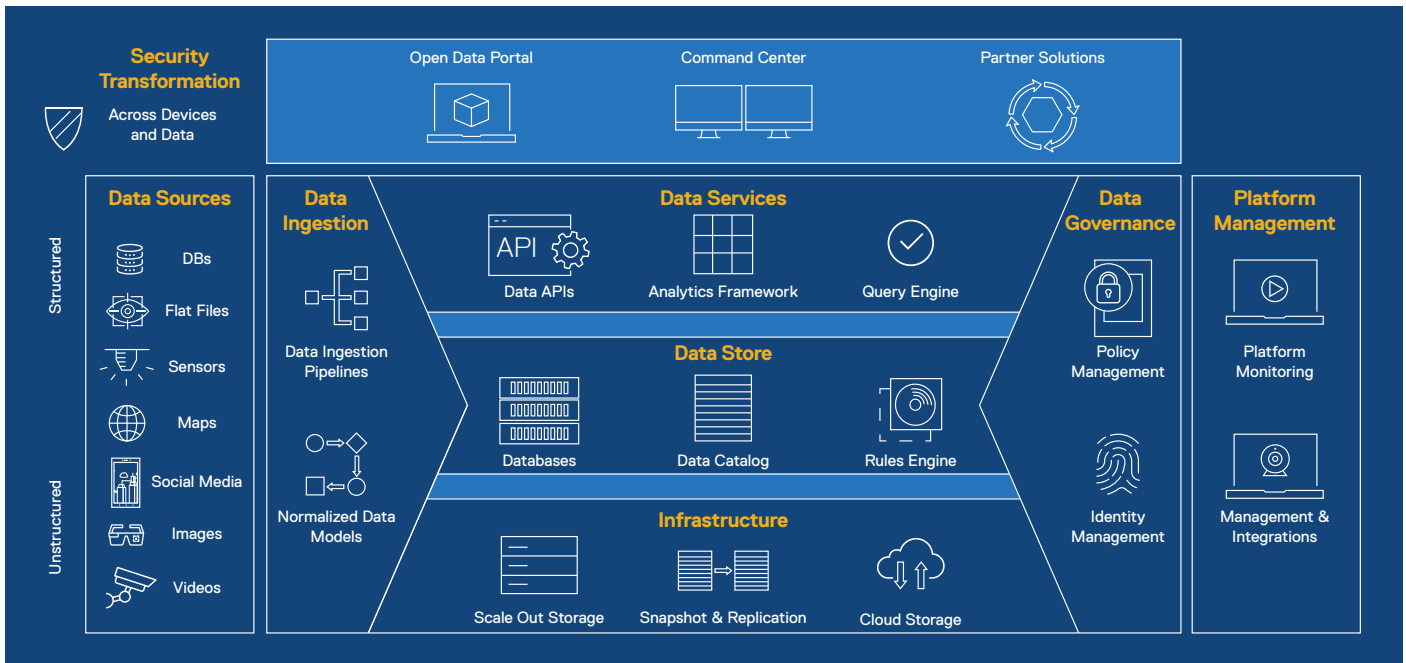 Security
Transformation
Across Devices
and Data
Open Data Portal
Command Center
Partner Solutions
Structured
Unstructured
Data Sources
DBs
Flat Files
Sensors
Maps
Social Media
Images
Videos
Data
Ingestion
Data Ingestion
Pipelines
Normalized Data
Models
Data Services
API
Data APIs
Analytics Framework
Query Engine
Data Store
Databases
Data Catalog
Rules Engine
Infrastructure
Scale Out Storage
Snapshot & Replication
Cloud Storage
Data
Governance
Policy
Management
Identity
Management
Platform
Management
Platform
Monitoring
Management &
Integrations